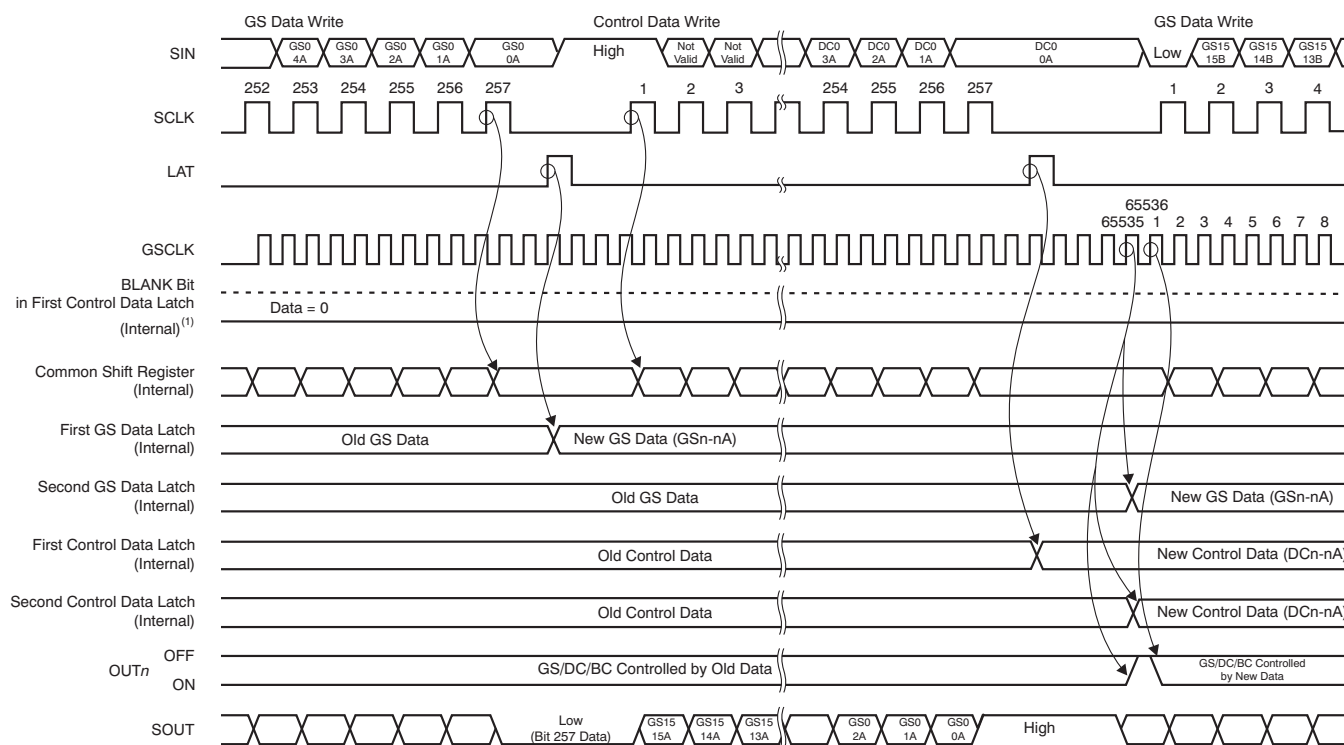 GS Data Write Control Data Write GS Data Write
SIN
GS0 4A GS0 3A GS0 2A GS0 1A GS0 0A High Not Valid Not Valid DC0 3A DC0 2A DC0 1A DC0 0A Low GS15 15B GS15 14B GS15 13B
252 253 254 255 256 257 1 2 3 254 255 256 257 1 2 3 4
SCLK
LAT
65536
65535 1 2 3 4 5 6 7 8
GSCLK
BLANK Bit
in First Control Data Latch
(Internal)(1)
Data = 0
Common Shift Register
(Internal)
First GS Data Latch
(Internal)
Old GS Data New GS Data (GSn-nA)
Second GS Data Latch
(Internal)
Old GS Data New GS Data (GSn-nA)
First Control Data Latch
(Internal)
Old Control Data New Control Data (DCn-nA)
Second Control Data Latch
(Internal)
Old Control Data New Control Data (DCn-nA)
OFF
OUTn
ON
GS/DC/BC Controlled by Old Data
GS/DC/BC Controlled
by New Data
SOUT
Low
(Bit 257 Data)
GS15 15A GS15 14A GS15 13A GS0 2A GS0 1A GS0 0A High